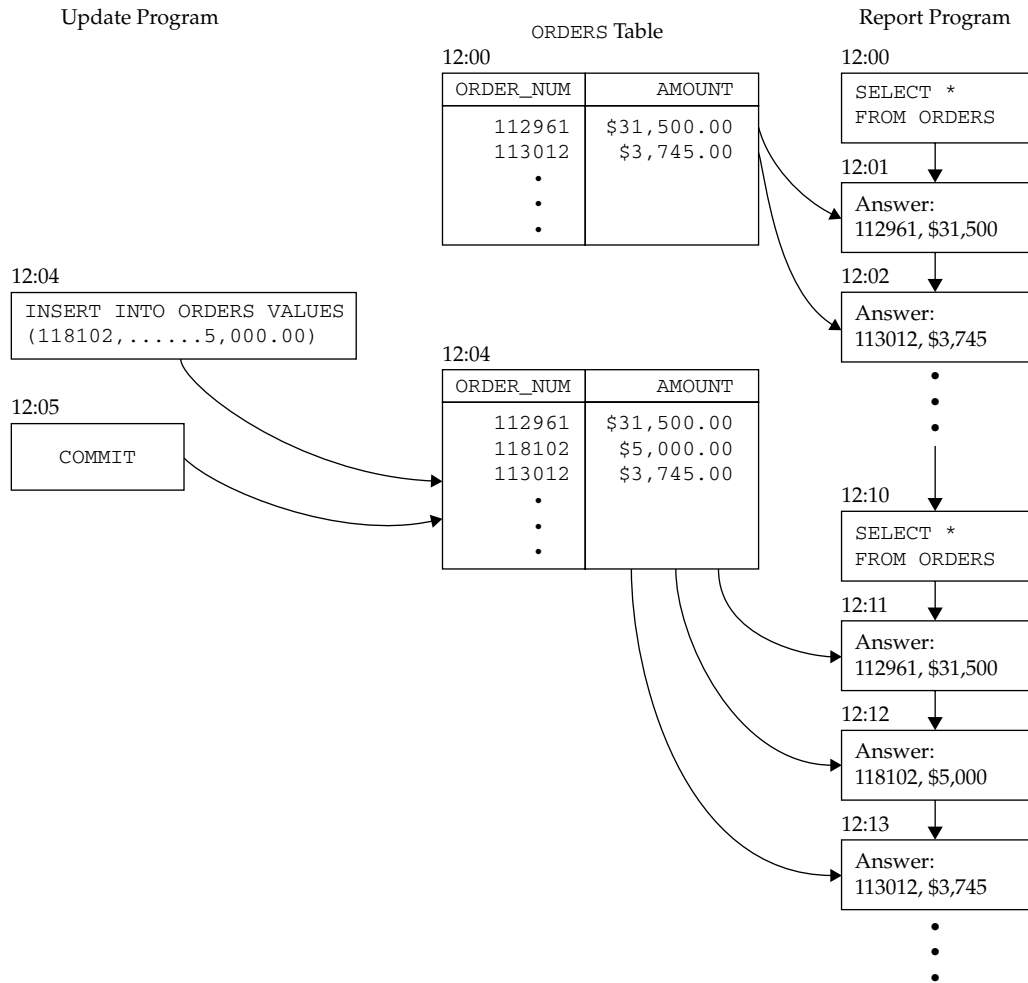 Update Program
ORDERS Table
Report Program
12:00
ORDER_NUM AMOUNT
112961 $31,500.00
113012 $3,745.00
12:00
SELECT *
FROM ORDERS
12:01
Answer:
112961, $31,500
12:02
Answer:
113012, $3,745
12:04
INSERT INTO ORDERS VALUES
(118102,......5,000.00)
12:05
COMMIT
12:04
ORDER_NUM AMOUNT
112961 $31,500.00
118102 $5,000.00
113012 $3,745.00
12:10
SELECT *
FROM ORDERS
12:11
Answer:
112961, $31,500
12:12
Answer:
118102, $5,000
12:13
Answer:
113012, $3,745